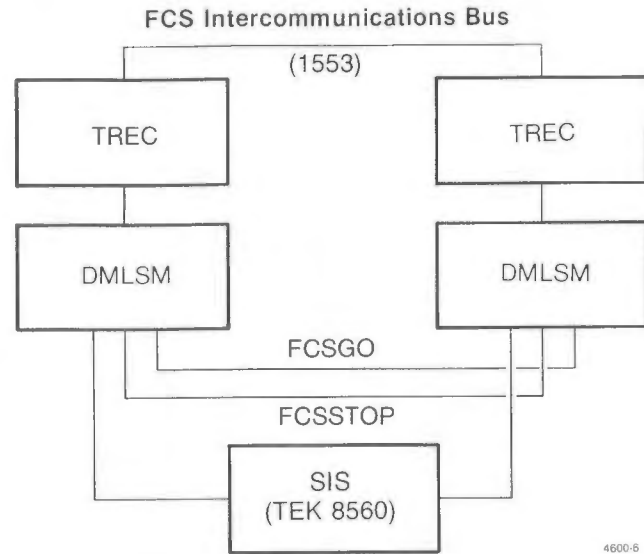 FCS Intercommunications Bus
(1553)
TREC
TREC
DMLSM
DMLSM
FCSGO
FCSSTOP
SIS
(TEK 8560)
4600-6